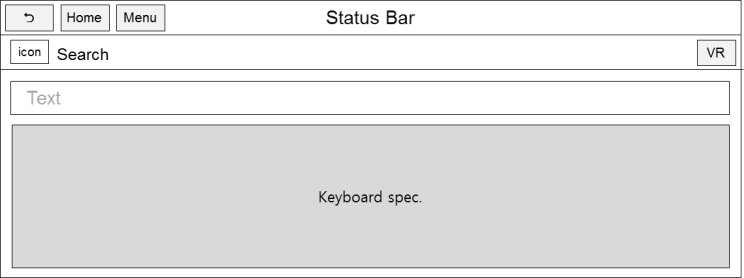 Home Menu Status Bar
icon Search VR
Text
Keyboard spec.